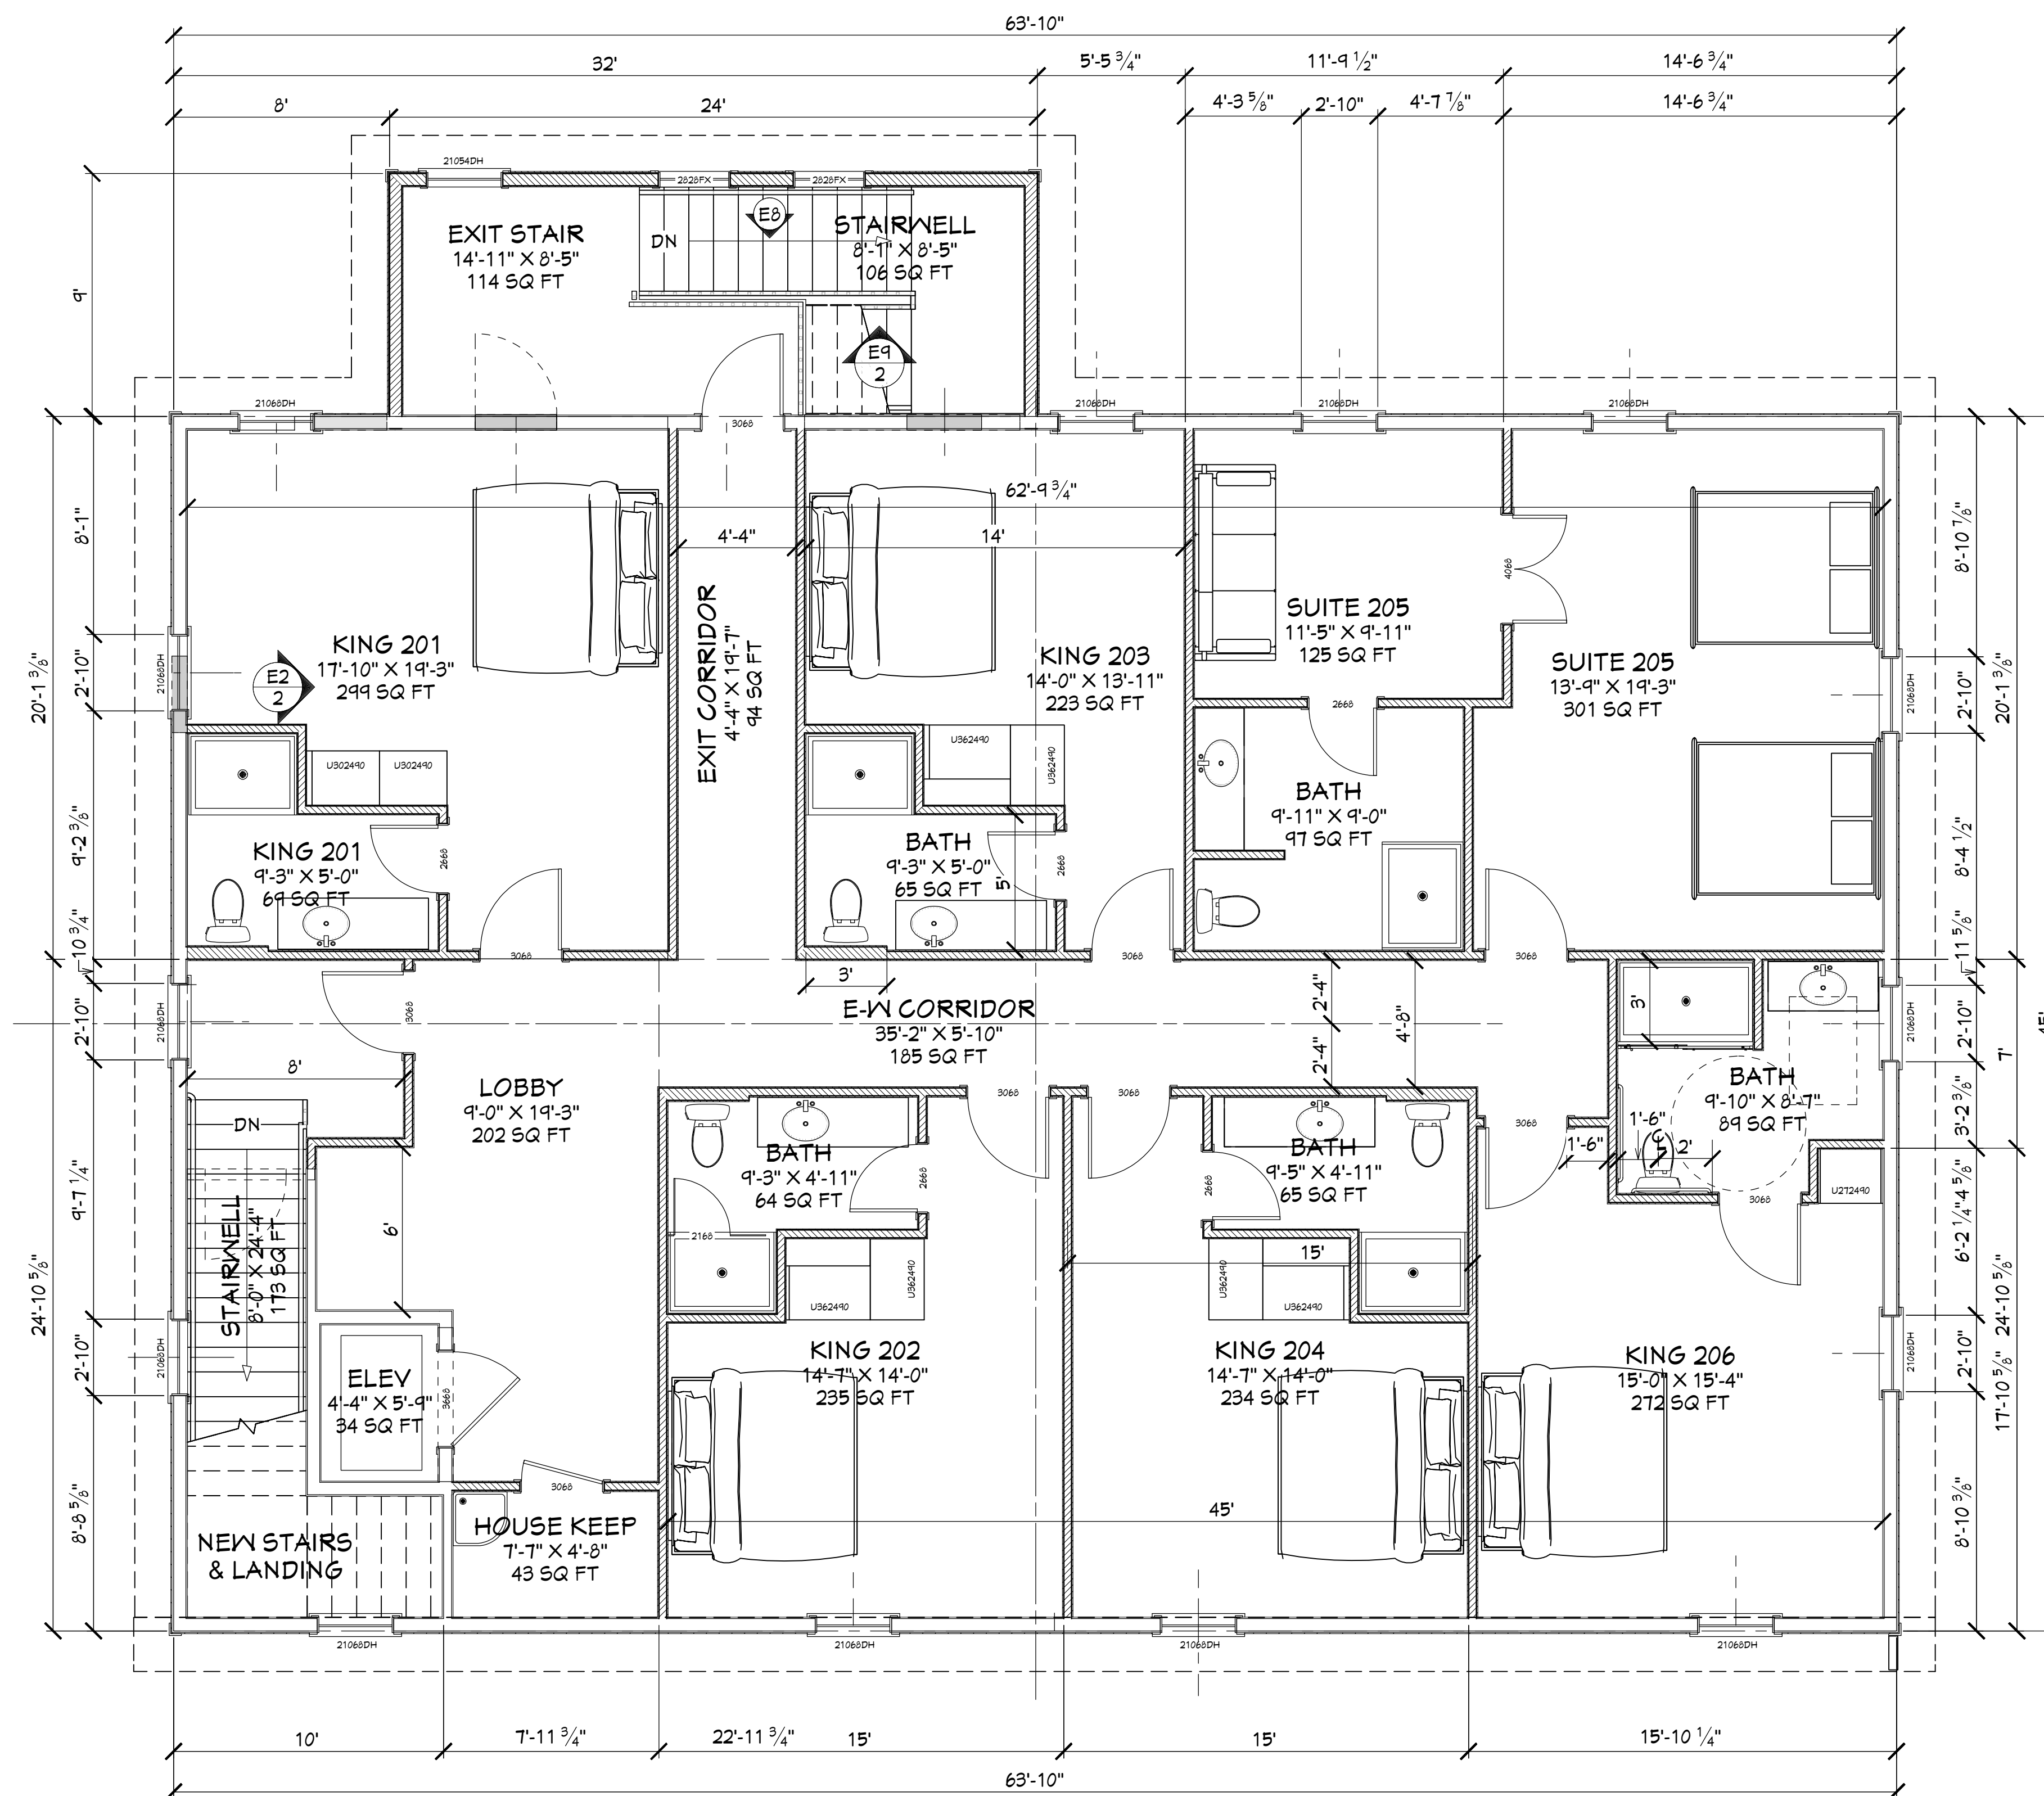 63'-10"
32'
5'-5 3/4"
11'-9 1/2"
14'-6 3/4"
8'
24'
4'-3 5/8"
2'-10"
4'-7 7/8"
14'-6 3/4"
21054DH
2828FX
2828FX
EXIT STAIR
14'-11" X 8'-5"
114 SQ FT
DN
E8
STAIRWELL
8'-1" X 8'-5"
106 SQ FT
9'
E9
2
21068DH
3068
21068DH
21068DH
21068DH
62'-9 3/4"
4'-4"
14'
8'-1"
8'-10 7/8"
4068
KING 201
17'-10" X 19'-3"
299 SQ FT
E2
2
EXIT CORRIDOR
4'-4" X 19'-7"
94 SQ FT
KING 203
14'-0" X 13'-11"
223 SQ FT
SUITE 205
11'-5" X 9'-11"
125 SQ FT
SUITE 205
13'-9" X 19'-3"
301 SQ FT
20'-1 3/8"
2'-10"
21068DH
21068DH
2'-10"
20'-1 3/8"
2668
U302490
U302490
U362490
U362490
9'-2 3/8"
KING 201
9'-3" X 5'-0"
69 SQ FT
2668
BATH
9'-3" X 5'-0"
65 SQ FT
5'
2668
BATH
9'-11" X 9'-0"
97 SQ FT
8'-4 1/2"
10 3/4"
11 5/8"
3068
3068
3068
3'
2'-10"
21068DH
3068
E-W CORRIDOR
35'-2" X 5'-10"
185 SQ FT
2'-4"
2'-4"
4'-8"
3'
21068DH
2'-10"
7'
45'
8'
LOBBY
9'-0" X 19'-3"
202 SQ FT
3068
3068
3068
BATH
9'-10" X 8'-7"
89 SQ FT
3'-2 3/8"
DN
BATH
9'-3" X 4'-11"
64 SQ FT
2668
2668
BATH
9'-5" X 4'-11"
65 SQ FT
1'-6"
1'-6"
2'
3068
U272490
4 5/8"
9'-7 1/4"
STAIRWELL
8'-0" X 24'-4"
173 SQ FT
6'
2168
15'
6'-2 1/4"
U362490
U362490
U362490
U362490
24'-10 5/8"
24'-10 5/8"
17'-10 5/8"
2'-10"
21068DH
ELEV
4'-4" X 5'-9"
34 SQ FT
3668
KING 202
14'-7" X 14'-0"
235 SQ FT
KING 204
14'-7" X 14'-0"
234 SQ FT
KING 206
15'-0" X 15'-4"
272 SQ FT
21068DH
2'-10"
8'-8 5/8"
3068
NEW STAIRS
& LANDING
HOUSE KEEP
7'-7" X 4'-8"
43 SQ FT
45'
8'-10 3/8"
21068DH
21068DH
21068DH
21068DH
10'
7'-11 3/4"
22'-11 3/4"
15'
15'
15'-10 1/4"
63'-10"